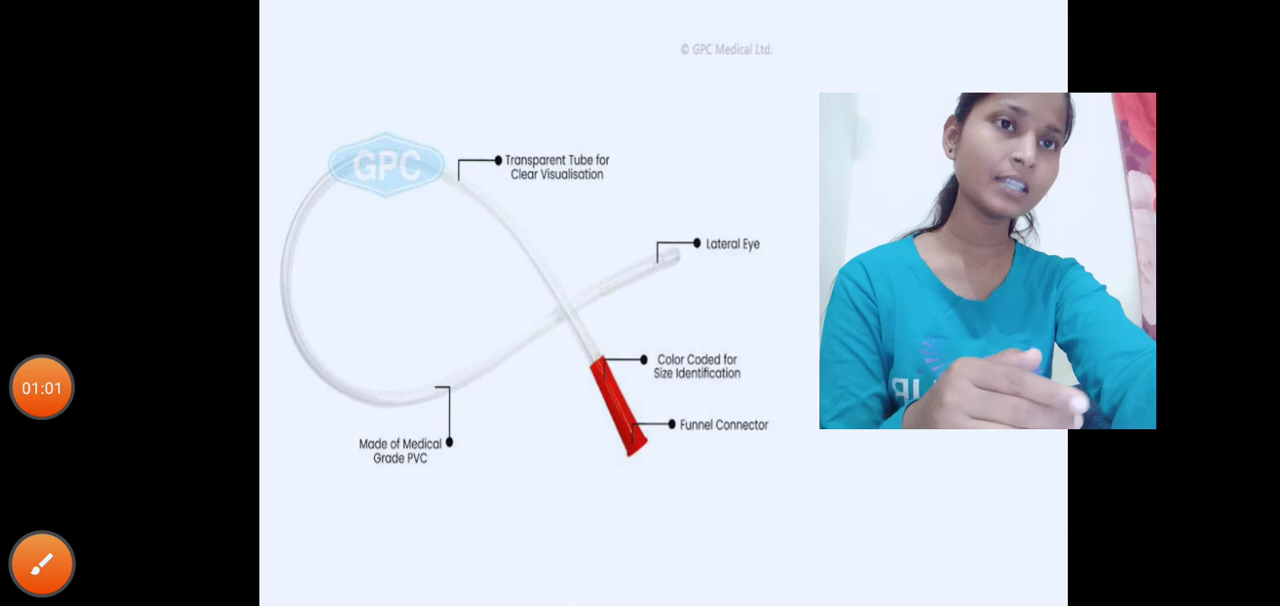 © GPC Medical Ltd.
GPC
Transparent Tube for
Clear Visualisation
Lateral Eye
Color Coded for
Size Identification
01:01
Funnel Connector
Made of Medical
Grade PVC